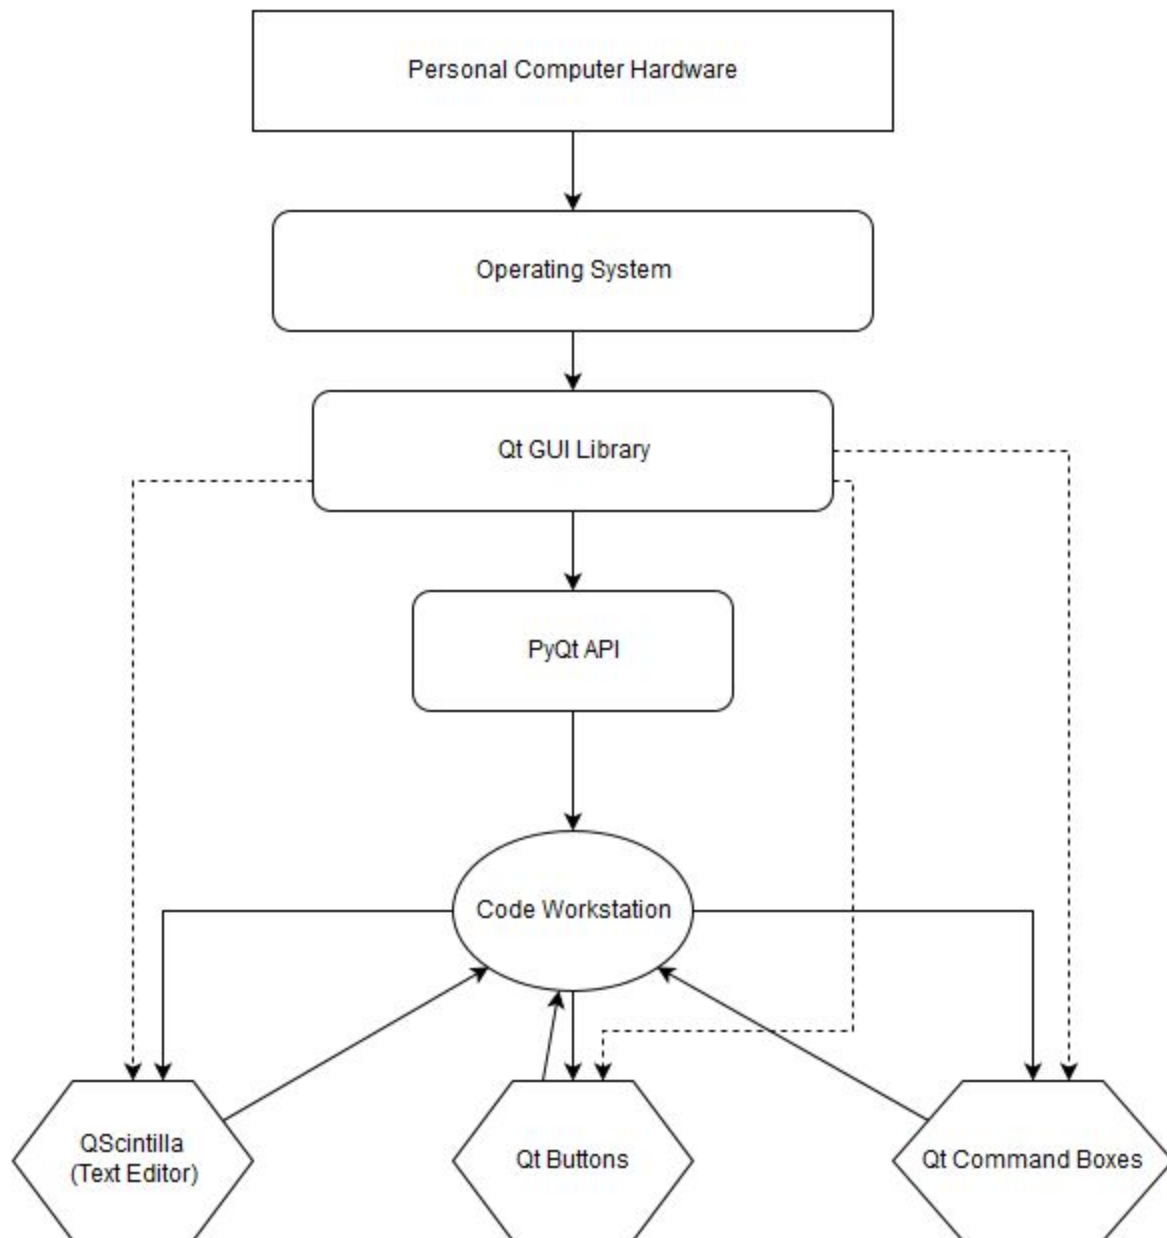 Personal Computer Hardware
Operating System
Qt GUI Library
PyQt API
Code Workstation
QScintilla
(Text Editor)
Qt Buttons
Qt Command Boxes